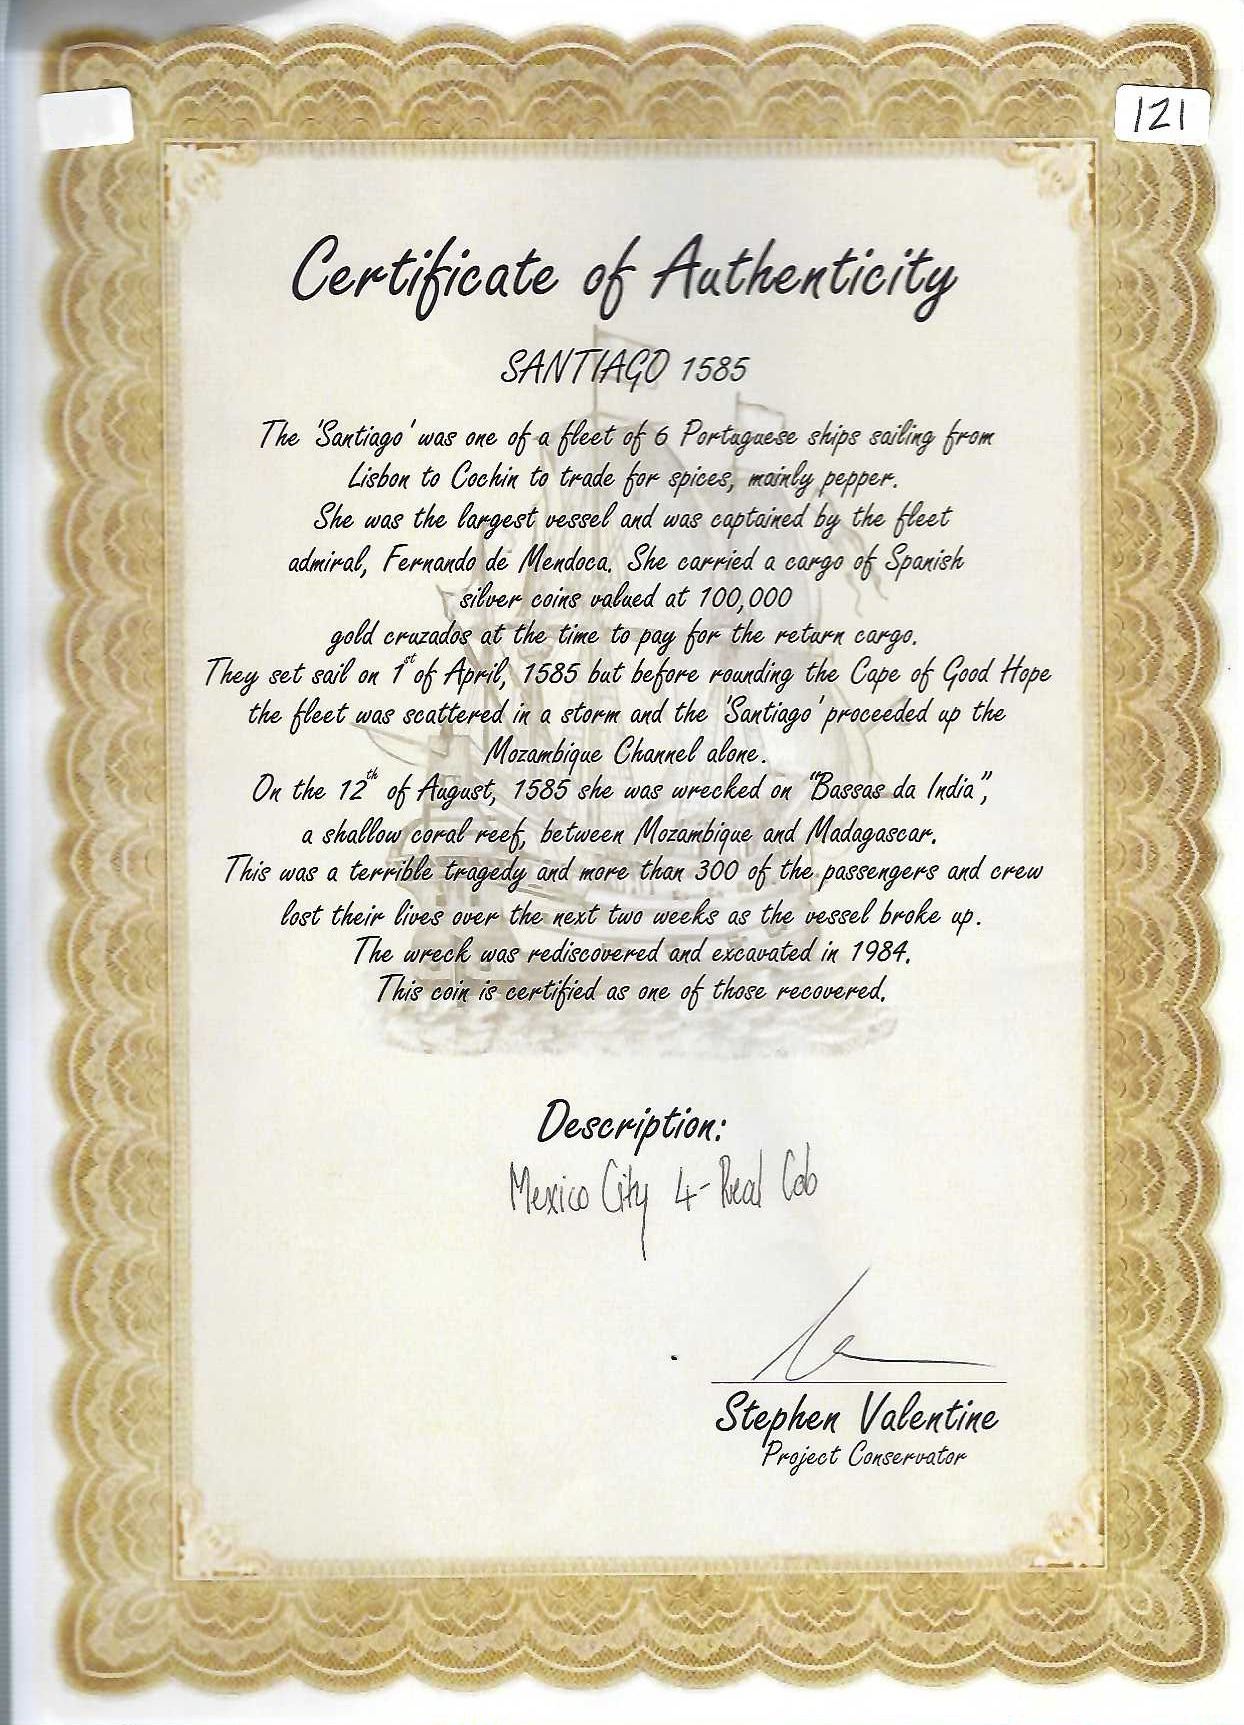 121
Certificate of Authenticity
SANTIAGO 1585
The 'Santiago' was one of a fleet of 6 Portuguese ships sailing from
Lisbon to Cochin to trade for spices, mainly pepper.
She was the largest vessel and was captained by the fleet
admiral, Fernando de Mendoca. She carried a cargo of Spanish
silver coins valued at 100,000
gold cruzados at the time to pay for the return cargo.
They set sail on 1st of April, 1585 but before rounding the Cape of Good Hope
the fleet was scattered in a storm and the 'Santiago' proceeded up the
Mozambique Channel alone.
On the 12th of August, 1585 she was wrecked on "Bassas da India",
a shallow coral reef, between Mozambique and Madagascar.
This was a terrible tragedy and more than 300 of the passengers and crew
lost their lives over the next two weeks as the vessel broke up.
The wreck was rediscovered and excavated in 1984.
This coin is certified as one of those recovered.
Description:
Mexico City 4-Real Cob
Stephen Valentine
Project Conservator